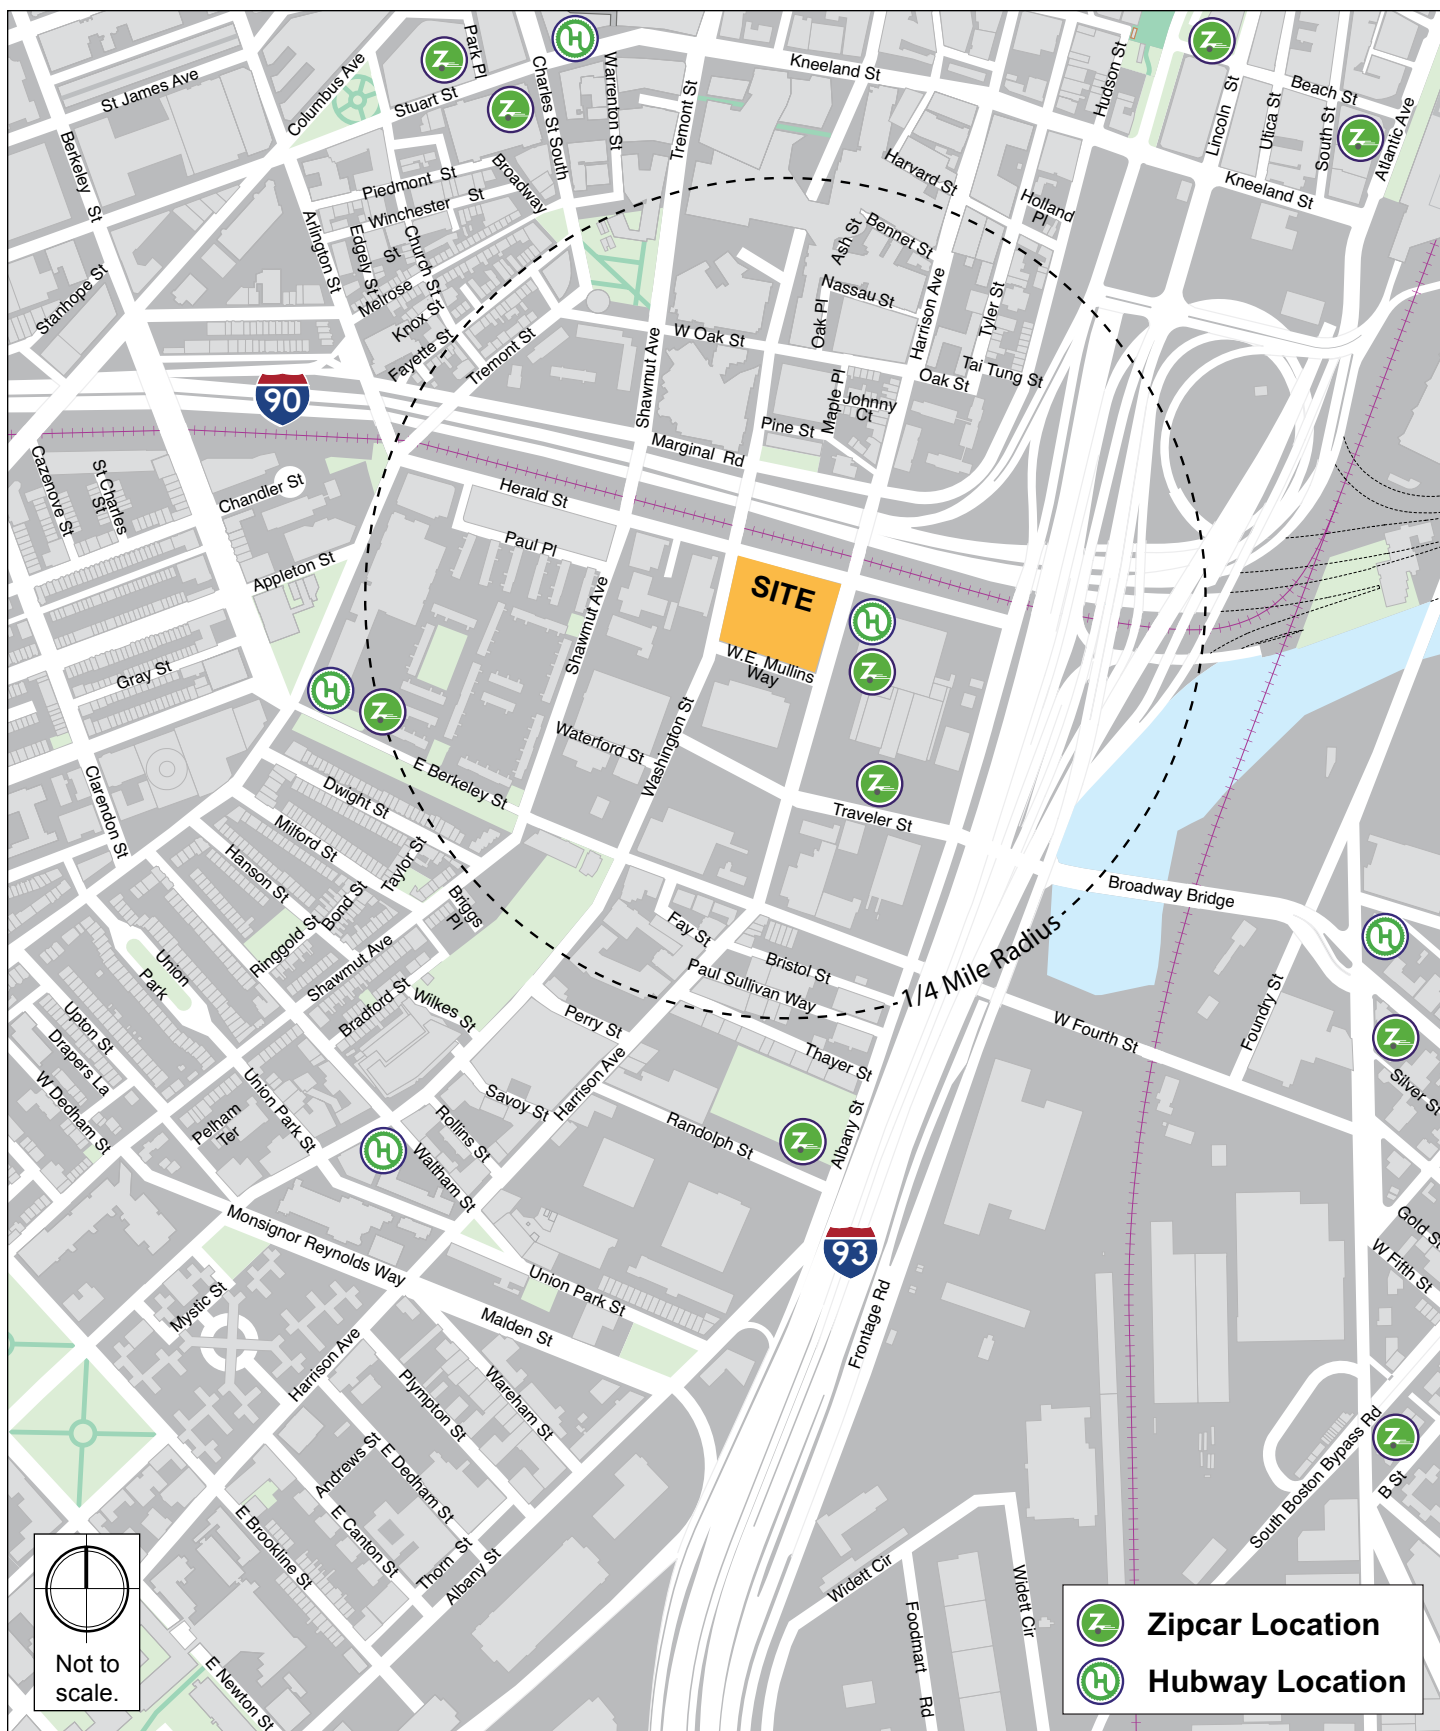 Kneeland St
Park Pl
Charles St South
Warrenton St
Tremont St
Hudson St
Lincoln St
Beach St
Utica St
South St
Atlantic Ave
St James Ave
Columbus Ave
Stuart St
Berkeley St
Piedmont St
Broadway
Winchester St
Harvard St
Kneeland St
Holland
Pl
Arlington St
Edgely St
Church St
Melrose St
Ash St
Bennet St
Stanhope St
Knox St
Fayette St
Tremont St
Nassau St
Oak Pl
Harrison Ave
Tyler St
W Oak St
Shawmut Ave
Tai Tung St
Oak St
Maple Pl
Johnny
Ct
90
Pine St
Marginal Rd
Cazenove St
St Charles
St
Chandler St
Herald St
Paul Pl
Appleton St
SITE
Shawmut Ave
W.E. Mullins
Way
Gray St
Washington St
Waterford St
E Berkeley St
Clarendon St
Dwight St
Traveler St
Milford St
Hanson St
Taylor St
Bond St
Briggs
Pl
Broadway Bridge
Ringgold St
Shawmut Ave
Fay St
Bristol St
Paul Sullivan Way
1/4 Mile Radius
Union
Park
Bradford St
Wilkes St
Perry St
Foundry St
W Fourth St
Upton St
Drapers La
W Dedham St
Thayer St
Silver St
Harrison Ave
Union Park St
Pelham
Ter
Savoy St
Rollins St
Waltham St
Randolph St
Albany St
Monsignor Reynolds Way
93
Gold St
W Fifth St
Union Park St
Mystic St
Malden St
Frontage Rd
Harrison Ave
Plympton St
Wareham St
Andrews St
E Dedham St
South Boston Bypass Rd
B St
E Canton St
E Brookline St
Thorn St
Albany St
Widett Cir
Widett Cir
Foodmart Rd
E Newton St
Not to
scale.
Zipcar Location
Hubway Location